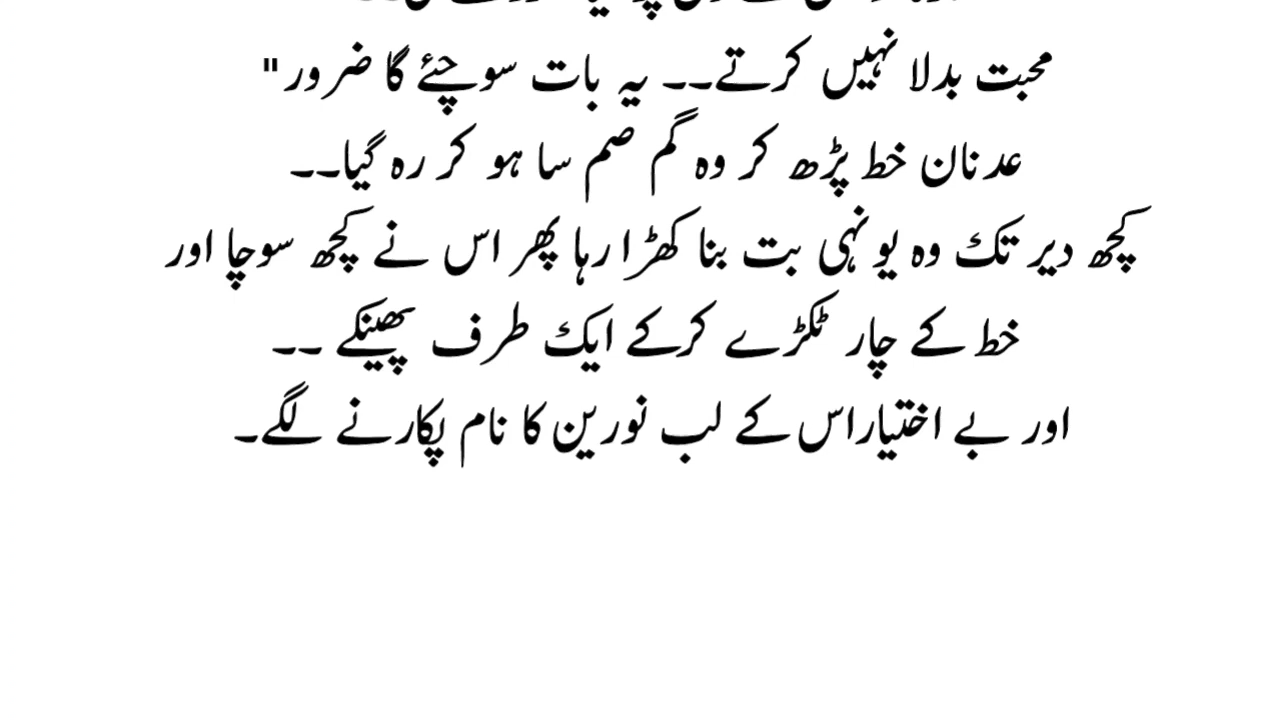 محبت بدلا نہیں کرتے۔۔ یہ بات سوچئے گا ضرور"
عدنان خط پڑھ کر وہ گم صم سا ہو کر رہ گیا۔۔
کچھ دیر تک وہ یونہی بت بنا کھڑا رہا پھر اس نے کچھ سوچا اور
خط کے چار ٹکڑے کرکے ایک طرف پھینکے ۔۔
اور بے اختیاراس کے لب نورین کا نام پکارنے لگے۔